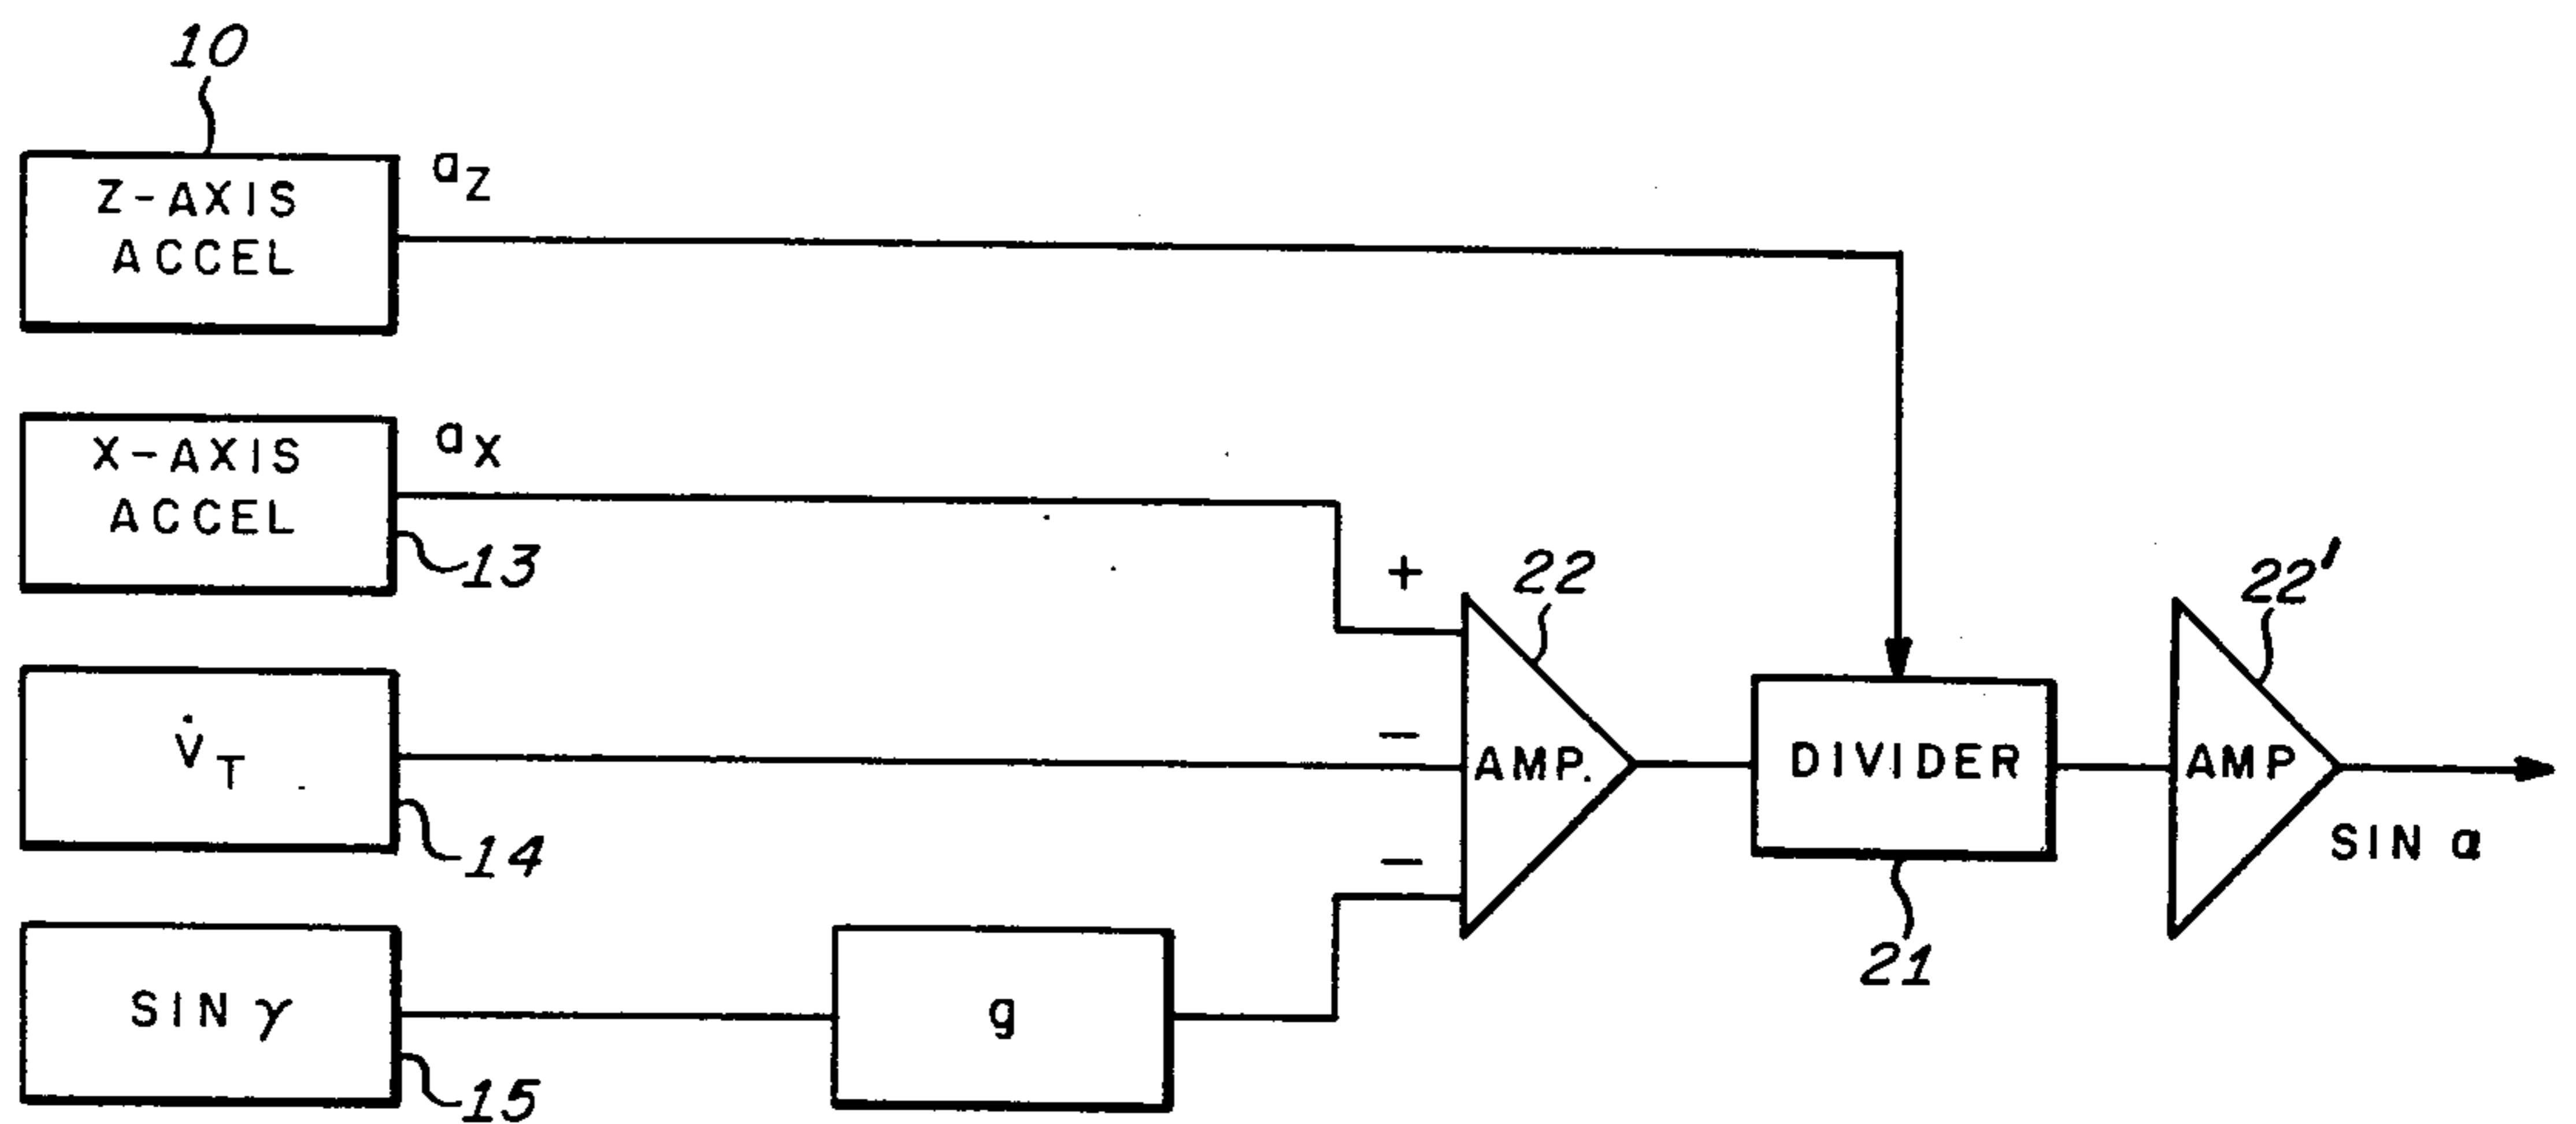 10
Z-AXIS
ACCEL
aZ
X-AXIS
ACCEL
aX
13
+
22
22'
V̇T
14
−
AMP.
DIVIDER
AMP
SIN α
−
21
SIN γ
15
g